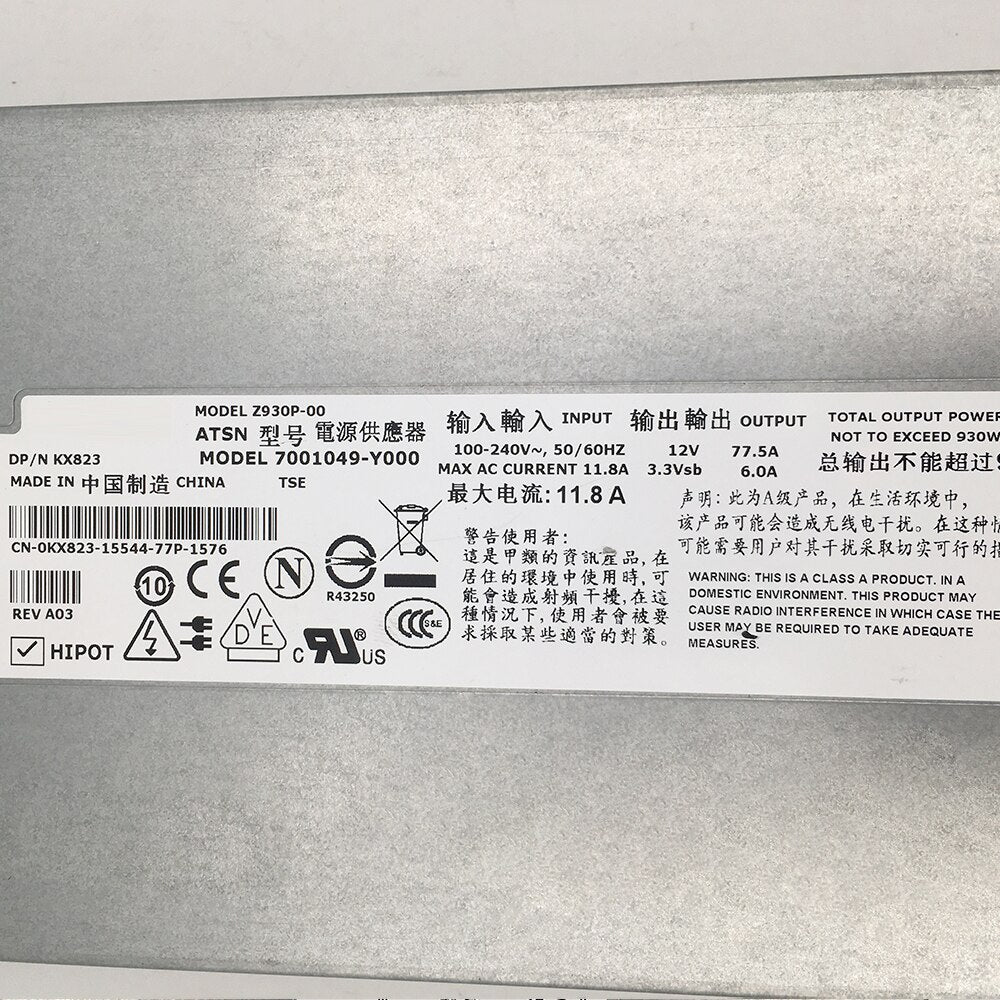 MODEL Z930P-00
ATSN 型号 電源供應器
MODEL 7001049-Y000
DP/N KX823
MADE IN 中国制造 CHINA TSE
CN-0KX823-15544-77P-1576
REV A03
HIPOT
10
CE
N
R43250
VDE
c RU ® US
CCC S&E
输入 輸入 INPUT
100-240V~, 50/60HZ
MAX AC CURRENT 11.8A
最大电流: 11.8 A
输出 輸出 OUTPUT
12V 77.5A
3.3Vsb 6.0A
TOTAL OUTPUT POWER
NOT TO EXCEED 930W
总输出不能超过9
警告使用者:
這是甲類的資訊產品, 在
居住的環境中使用時, 可
能會造成射頻干擾, 在這
種情況下, 使用者會被要
求採取某些適當的對策。
声明: 此为A级产品, 在生活环境中,
该产品可能会造成无线电干扰。在这种情
可能需要用户对其干扰采取切实可行的措
WARNING: THIS IS A CLASS A PRODUCT. IN A
DOMESTIC ENVIRONMENT. THIS PRODUCT MAY
CAUSE RADIO INTERFERENCE IN WHICH CASE THE
USER MAY BE REQUIRED TO TAKE ADEQUATE
MEASURES.